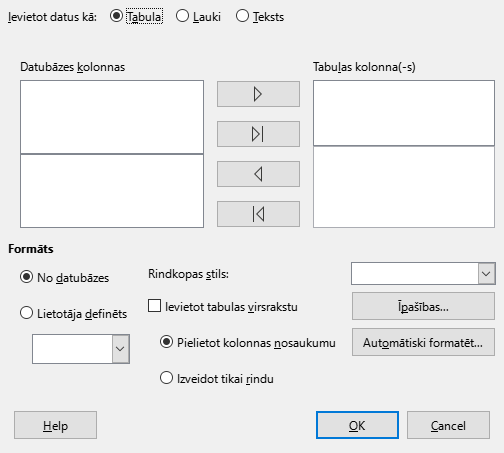 Ievietot datus kā: Tabula Lauki Teksts
Datubāzes kolonnas Tabuļas kolonna(-s)
Formāts
No datubāzes Rindkopas stils:
Lietotāja definēts Ievietot tabulas virsrakstu Īpašības...
Pielietot kolonnas nosaukumu Automātiski formatēt...
Izveidot tikai rindu
Help OK Cancel